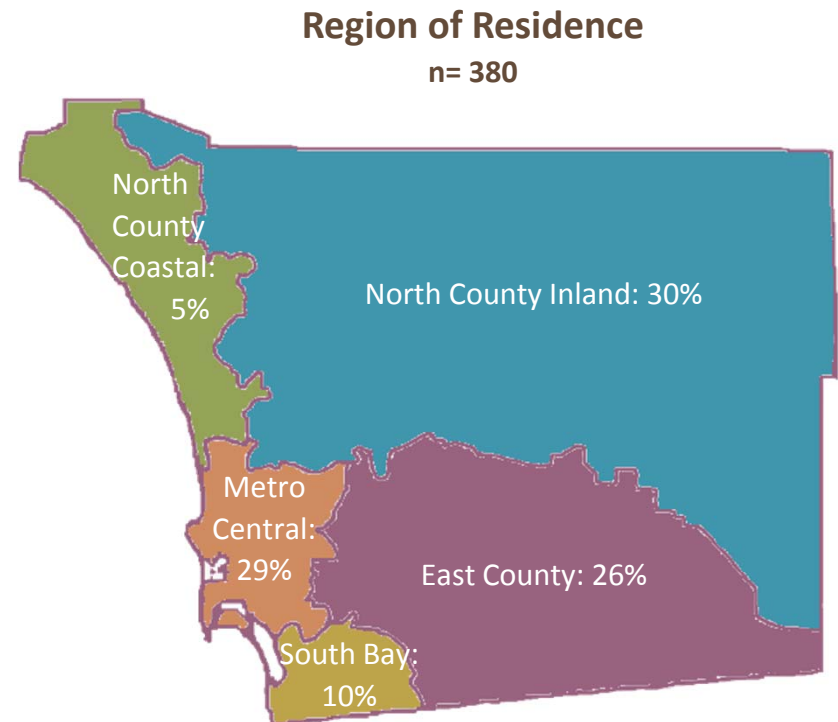 Region of Residence
n= 380
North
County
Coastal:
5%
North County Inland: 30%
Metro
Central:
29%
East County: 26%
South Bay:
10%